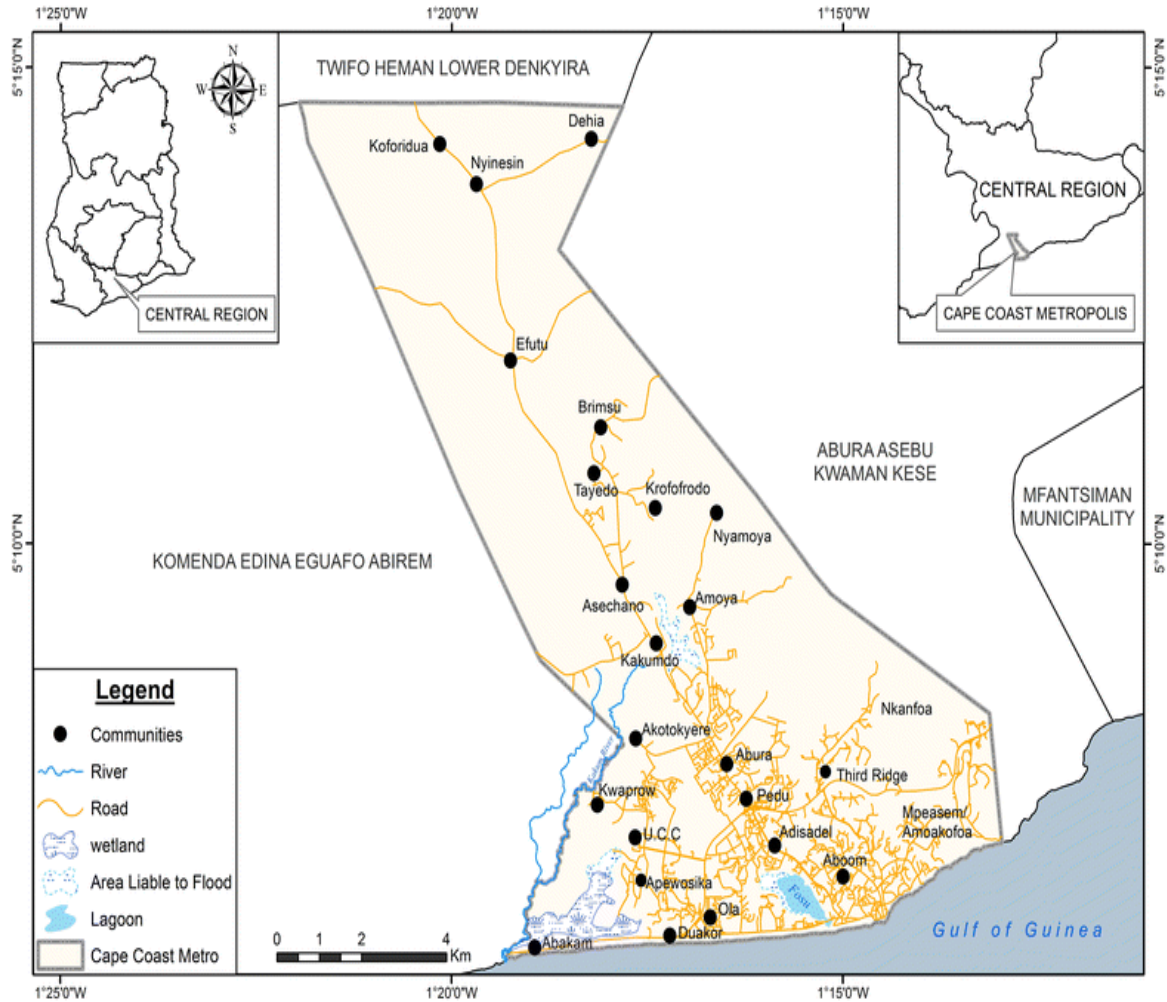 1°25'0"W
1°20'0"W
1°15'0"W
5°15'0"N
5°15'0"N
N
W
E
S
CENTRAL REGION
TWIFO HEMAN LOWER DENKYIRA
CENTRAL REGION
CAPE COAST METROPOLIS
Dehia
Koforidua
Nyinesin
Efutu
Brimsu
ABURA ASEBU
KWAMAN KESE
Tayedo
Krofofrodo
MFANTSIMAN
MUNICIPALITY
Nyamoya
5°10'0"N
5°10'0"N
KOMENDA EDINA EGUAFO ABIREM
Asechano
Amoya
Kakumdo
Nkanfoa
Akotokyere
Abura
Third Ridge
Kwaprow
Pedu
Mpeasem/
Amoakofoa
U.C.C
Adisadel
Aboom
Apewosika
Fosu
Ola
Duakor
Abakam
Gulf of Guinea
Legend
Communities
River
Road
wetland
Area Liable to Flood
Lagoon
Cape Coast Metro
0 1 2 4
Km
1°25'0"W
1°20'0"W
1°15'0"W